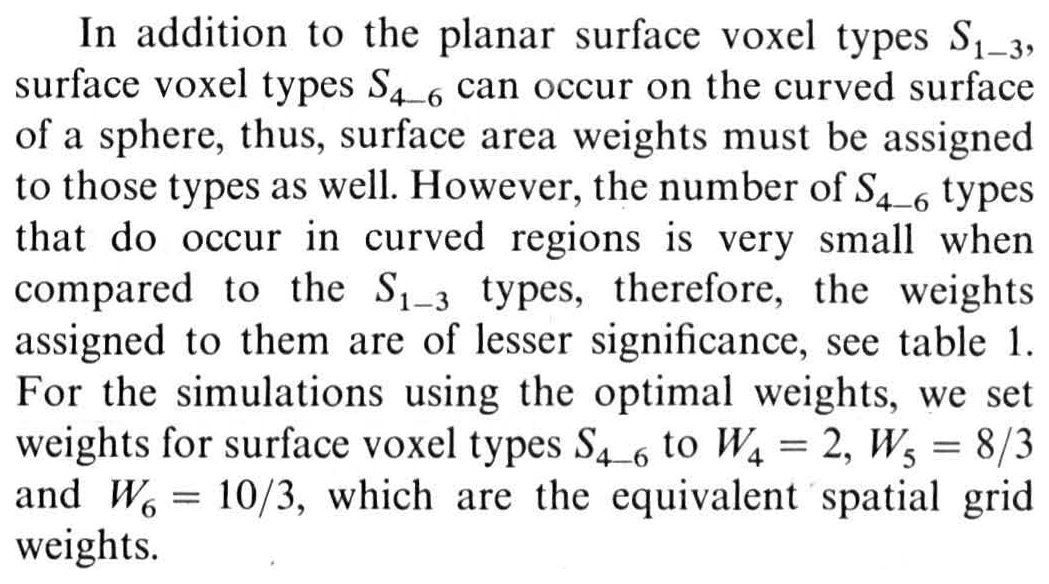 In addition to the planar surface voxel types S₁₋₃,
surface voxel types S₄₋₆ can occur on the curved surface
of a sphere, thus, surface area weights must be assigned
to those types as well. However, the number of S₄₋₆ types
that do occur in curved regions is very small when
compared to the S₁₋₃ types, therefore, the weights
assigned to them are of lesser significance, see table 1.
For the simulations using the optimal weights, we set
weights for surface voxel types S₄₋₆ to W₄ = 2, W₅ = 8/3
and W₆ = 10/3, which are the equivalent spatial grid
weights.